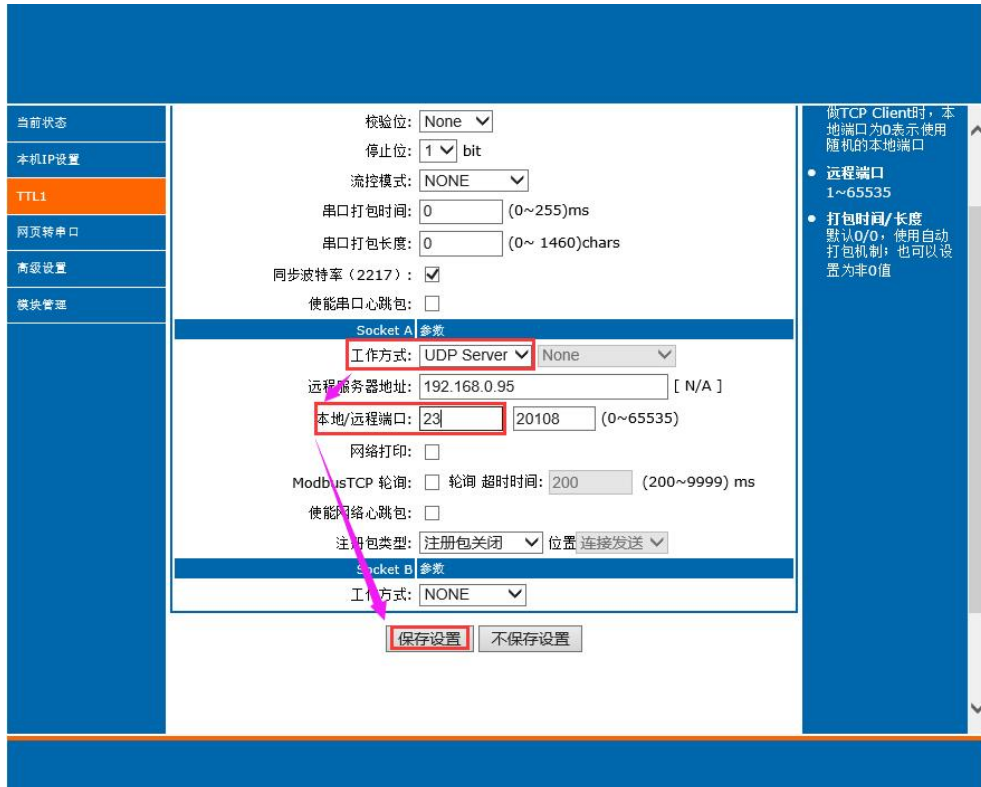 当前状态
本机IP设置
TTL1
网页转串口
高级设置
模块管理
校验位: None
停止位: 1 bit
流控模式: NONE
串口打包时间: 0 (0~255)ms
串口打包长度: 0 (0~ 1460)chars
同步波特率（2217）:
使能串口心跳包:
Socket A 参数
工作方式: UDP Server None
远程服务器地址: 192.168.0.95 [ N/A ]
本地/远程端口: 23 20108 (0~65535)
网络打印:
ModbusTCP 轮询: 轮询 超时时间: 200 (200~9999) ms
使能网络心跳包:
注册包类型: 注册包关闭 位置 连接发送
Socket B 参数
工作方式: NONE
保存设置 不保存设置
做TCP Client时，本
地端口为0表示使用
随机的本地端口
远程端口
1~65535
打包时间/长度
默认0/0，使用自动
打包机制；也可以设
置为非0值